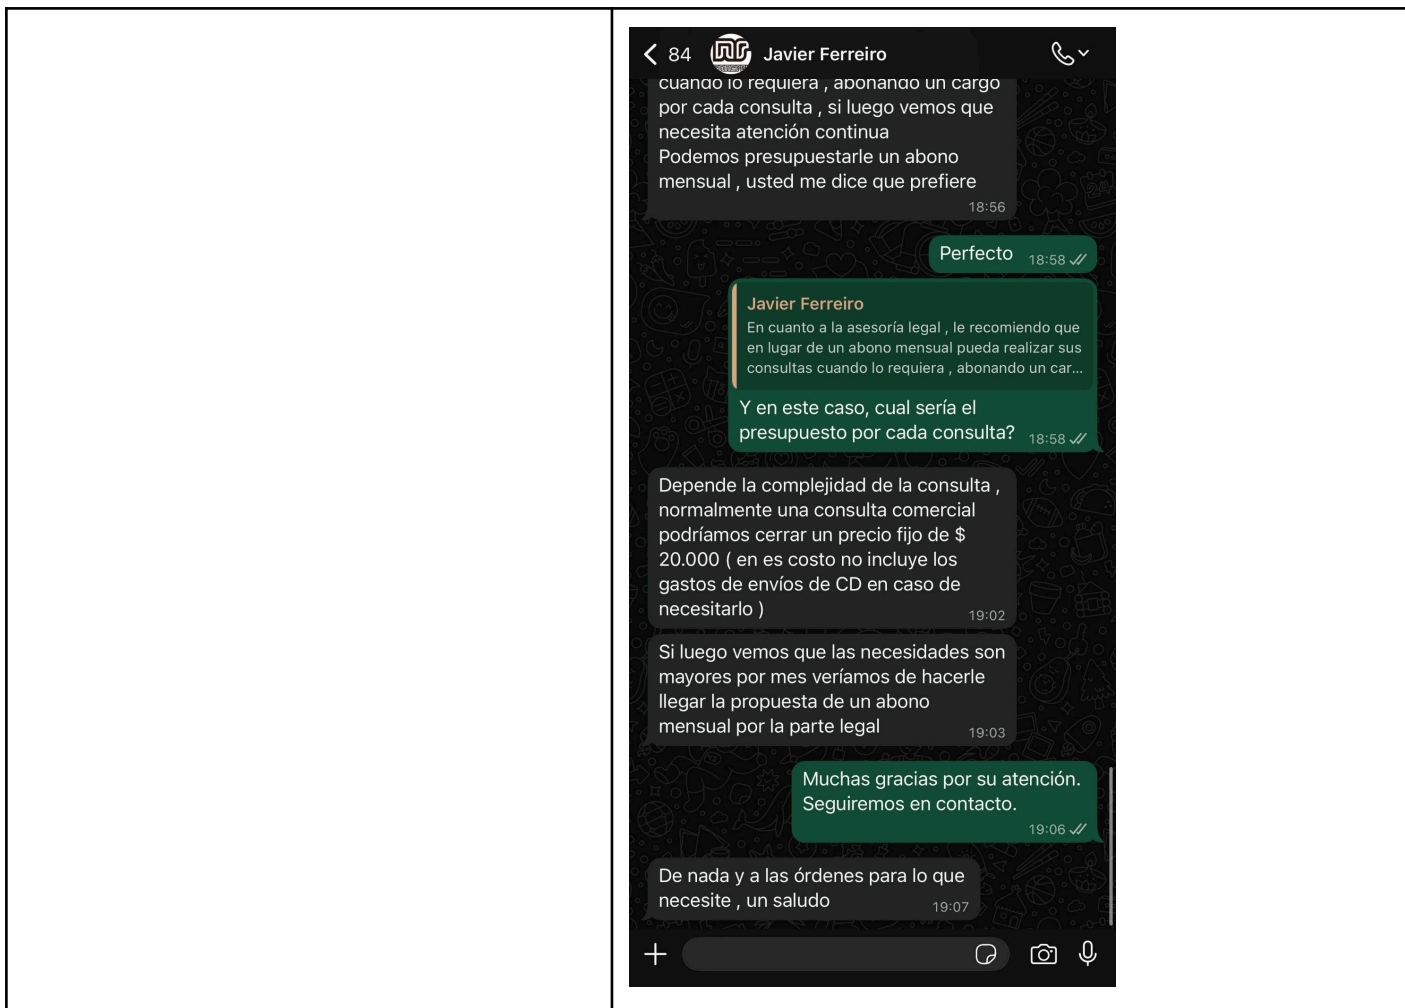 84
Javier Ferreiro
cuando lo requiera , abonando un cargo
por cada consulta , si luego vemos que
necesita atención continua
Podemos presupuestarle un abono
mensual , usted me dice que prefiere
18:56
Perfecto 18:58
Javier Ferreiro
En cuanto a la asesoría legal , le recomiendo que
en lugar de un abono mensual pueda realizar sus
consultas cuando lo requiera , abonando un car...
Y en este caso, cual sería el
presupuesto por cada consulta? 18:58
Depende la complejidad de la consulta ,
normalmente una consulta comercial
podríamos cerrar un precio fijo de $
20.000 ( en es costo no incluye los
gastos de envíos de CD en caso de
necesitarlo ) 19:02
Si luego vemos que las necesidades son
mayores por mes veríamos de hacerle
llegar la propuesta de un abono
mensual por la parte legal 19:03
Muchas gracias por su atención.
Seguiremos en contacto.
19:06
De nada y a las órdenes para lo que
necesite , un saludo 19:07